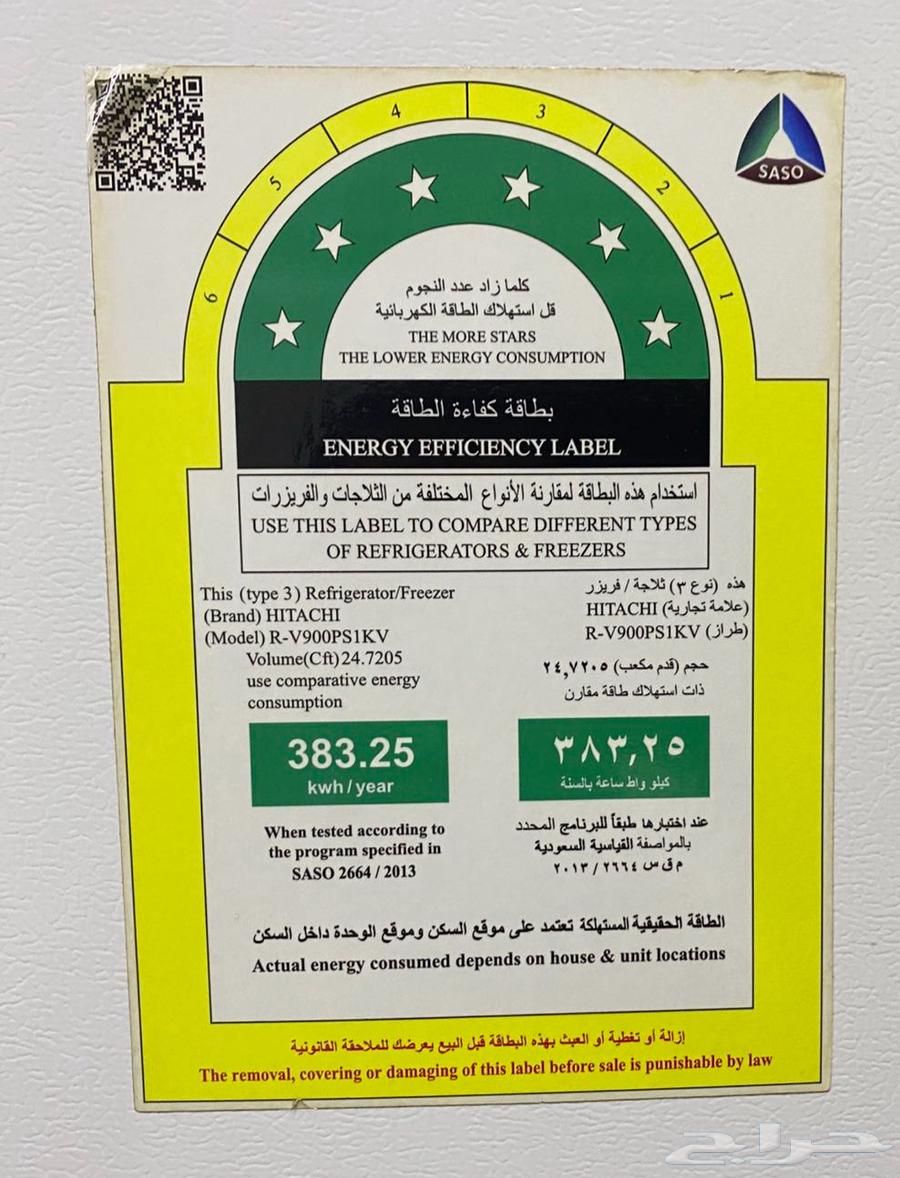 4
3
5
2
6
1
SASO
كلما زاد عدد النجوم
قل استهلاك الطاقة الكهربائية
THE MORE STARS
THE LOWER ENERGY CONSUMPTION
بطاقة كفاءة الطاقة
ENERGY EFFICIENCY LABEL
استخدام هذه البطاقة لمقارنة الأنواع المختلفة من الثلاجات والفريزرات
USE THIS LABEL TO COMPARE DIFFERENT TYPES
OF REFRIGERATORS & FREEZERS
This (type 3) Refrigerator/Freezer
(Brand) HITACHI
(Model) R-V900PS1KV
Volume(Cft) 24.7205
use comparative energy
consumption
383.25
kwh / year
When tested according to
the program specified in
SASO 2664 / 2013
هذه (نوع ٣) ثلاجة / فريزر
(علامة تجارية) HITACHI
(طراز) R-V900PS1KV
حجم (قدم مكعب) ٢٤,٧٢٠٥
ذات استهلاك طاقة مقارن
٣٨٣,٢٥
كيلو واط ساعة بالسنة
عند اختبارها طبقاً للبرنامج المحدد
بالمواصفة القياسية السعودية
م ق س ٢٦٦٤ / ٢٠١٣
الطاقة الحقيقية المستهلكة تعتمد على موقع السكن وموقع الوحدة داخل السكن
Actual energy consumed depends on house & unit locations
إزالة أو تغطية أو العبث بهذه البطاقة قبل البيع يعرضك للملاحقة القانونية
The removal, covering or damaging of this label before sale is punishable by law
حراج